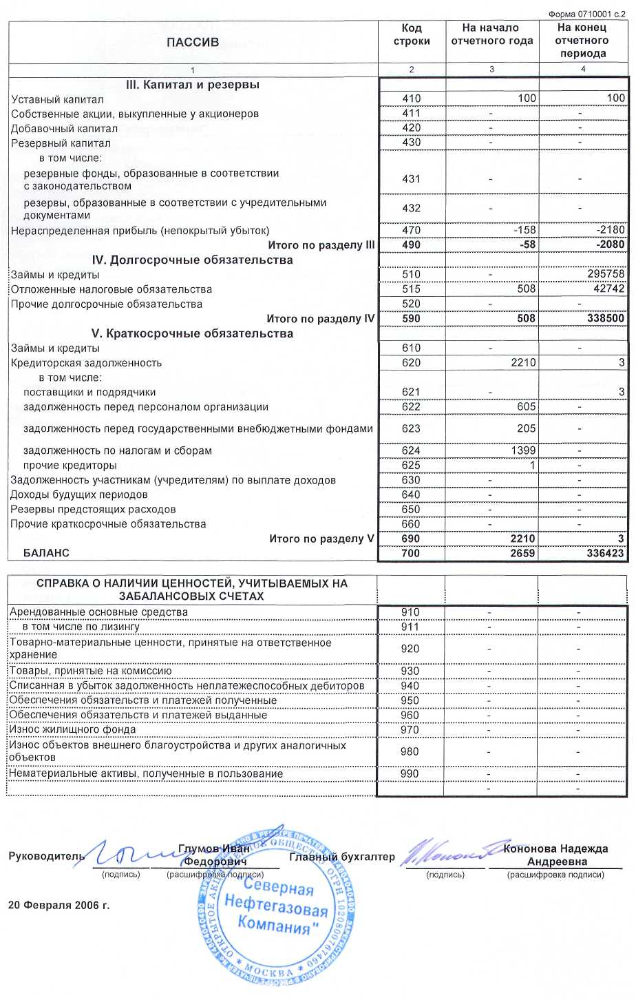 Форма 0710001 с.2
ПАССИВ Код строки На начало отчетного года На конец отчетного периода
1 2 3 4
III. Капитал и резервы
Уставный капитал 410 100 100
Собственные акции, выкупленные у акционеров 411 - -
Добавочный капитал 420 - -
Резервный капитал 430 - -
в том числе:
резервные фонды, образованные в соответствии
с законодательством 431 - -
резервы, образованные в соответствии с учредительными
документами 432 - -
Нераспределенная прибыль (непокрытый убыток) 470 -158 -2180
Итого по разделу III 490 -58 -2080
IV. Долгосрочные обязательства
Займы и кредиты 510 - 295758
Отложенные налоговые обязательства 515 508 42742
Прочие долгосрочные обязательства 520 - -
Итого по разделу IV 590 508 338500
V. Краткосрочные обязательства
Займы и кредиты 610 - -
Кредиторская задолженность 620 2210 3
в том числе:
поставщики и подрядчики 621 - 3
задолженность перед персоналом организации 622 605 -
задолженность перед государственными внебюджетными фондами 623 205 -
задолженность по налогам и сборам 624 1399 -
прочие кредиторы 625 1 -
Задолженность участникам (учредителям) по выплате доходов 630 - -
Доходы будущих периодов 640 - -
Резервы предстоящих расходов 650 - -
Прочие краткосрочные обязательства 660 - -
Итого по разделу V 690 2210 3
БАЛАНС 700 2659 336423
СПРАВКА О НАЛИЧИИ ЦЕННОСТЕЙ, УЧИТЫВАЕМЫХ НА
ЗАБАЛАНСОВЫХ СЧЕТАХ
Арендованные основные средства 910 - -
в том числе по лизингу 911 - -
Товарно-материальные ценности, принятые на ответственное
хранение 920 - -
Товары, принятые на комиссию 930 - -
Списанная в убыток задолженность неплатежеспособных дебиторов 940 - -
Обеспечения обязательств и платежей полученные 950 - -
Обеспечения обязательств и платежей выданные 960 - -
Износ жилищного фонда 970 - -
Износ объектов внешнего благоустройства и других аналогичных
объектов 980 - -
Нематериальные активы, полученные в пользование 990 - -
- -
Руководитель Глумов Иван Федорович Главный бухгалтер Кононова Надежда Андреевна
(подпись) (расшифровка подписи) (подпись) (расшифровка подписи)
20 Февраля 2006 г.
"Северная
Нефтегазовая
Компания"
ОТКРЫТОЕ АКЦИОНЕРНОЕ ОБЩЕСТВО ОГРН 1020800767460
* МОСКВА *